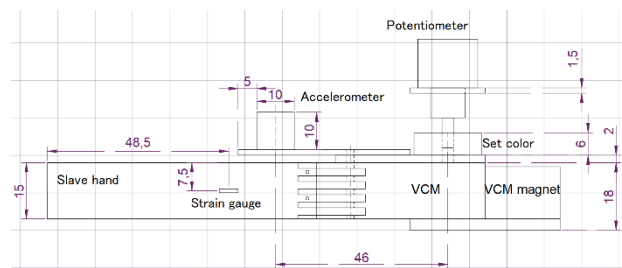 Potentiometer
1,5
5
10
Accelerometer
10
48,5
Set color
6
2
15
Slave hand
7,5
Strain gauge
VCM
VCM magnet
18
46